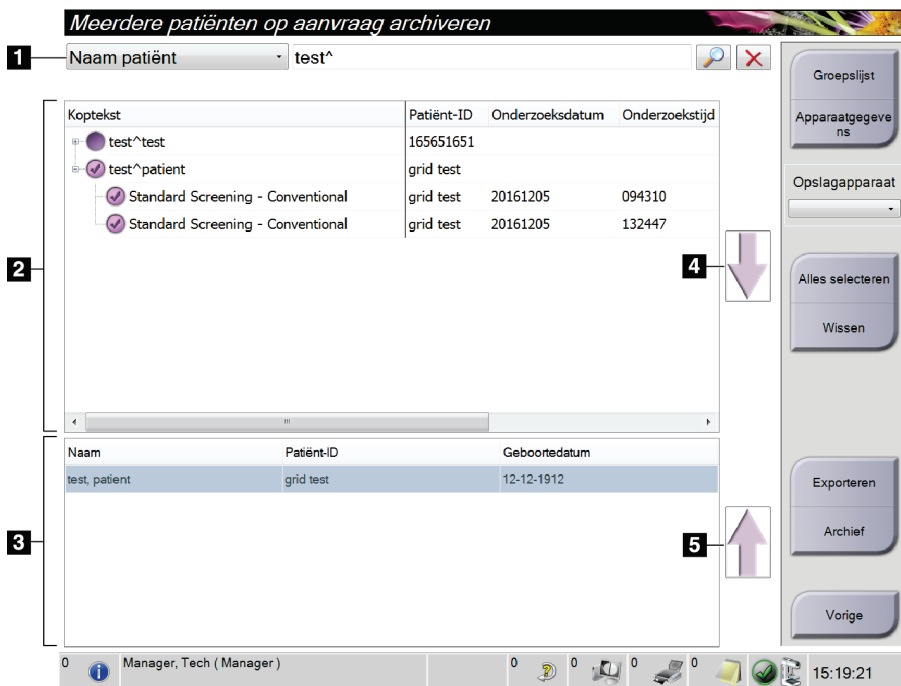 Meerdere patiënten op aanvraag archiveren
1
Naam patiënt
test^
Groepslijst
Apparaatgegeve
ns
Opslagapparaat
Alles selecteren
Wissen
Exporteren
Archief
Vorige
2
Koptekst Patiënt-ID Onderzoeksdatum Onderzoekstijd
test^test 165651651
test^patient grid test
Standard Screening - Conventional grid test 20161205 094310
Standard Screening - Conventional grid test 20161205 132447
4
3
Naam Patiënt-ID Geboortedatum
test, patient grid test 12-12-1912
5
0 Manager, Tech ( Manager ) 0 0 0 0 15:19:21